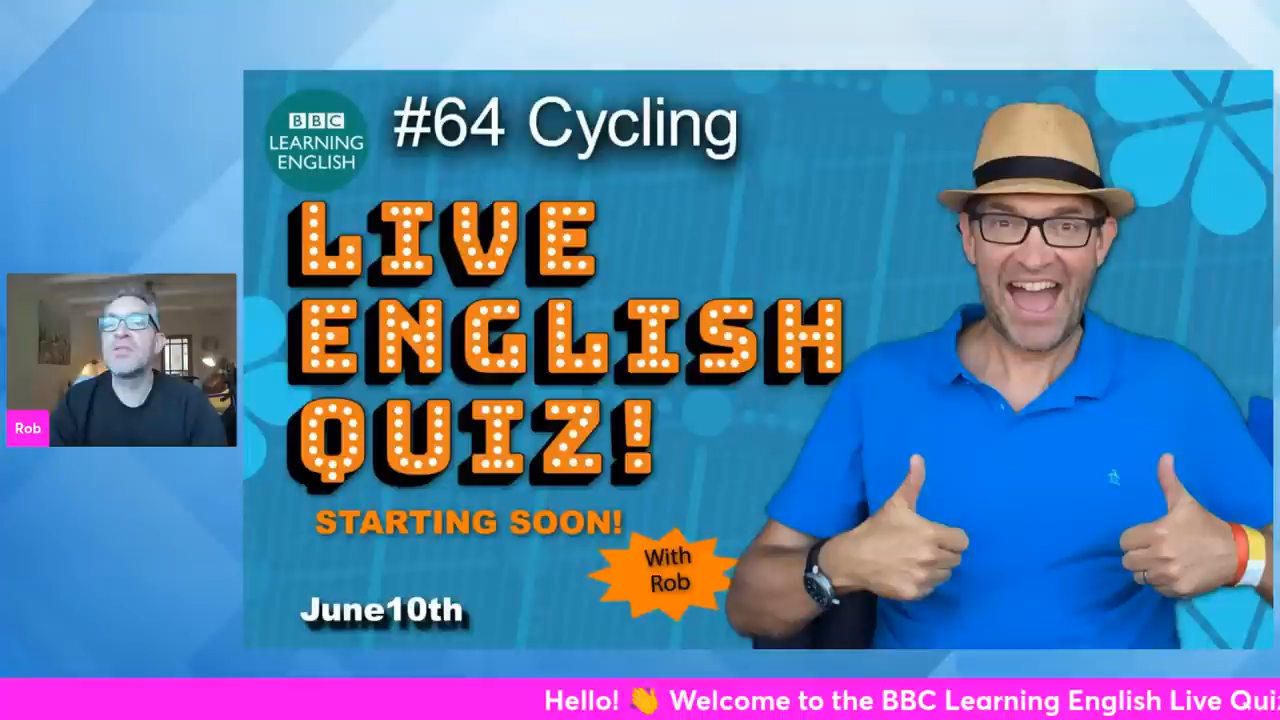 BBC
LEARNING
ENGLISH
#64 Cycling
LIVE
ENGLISH
QUIZ!
STARTING SOON!
With
Rob
June10th
Rob
Hello! 👋 Welcome to the BBC Learning English Live Qui